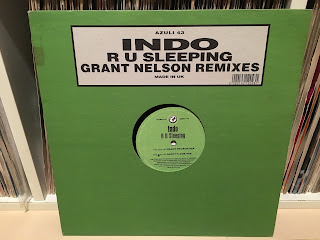 AZULI 43
INDO
R U SLEEPING
GRANT NELSON REMIXES
MADE IN UK
Indo
R U Sleeping